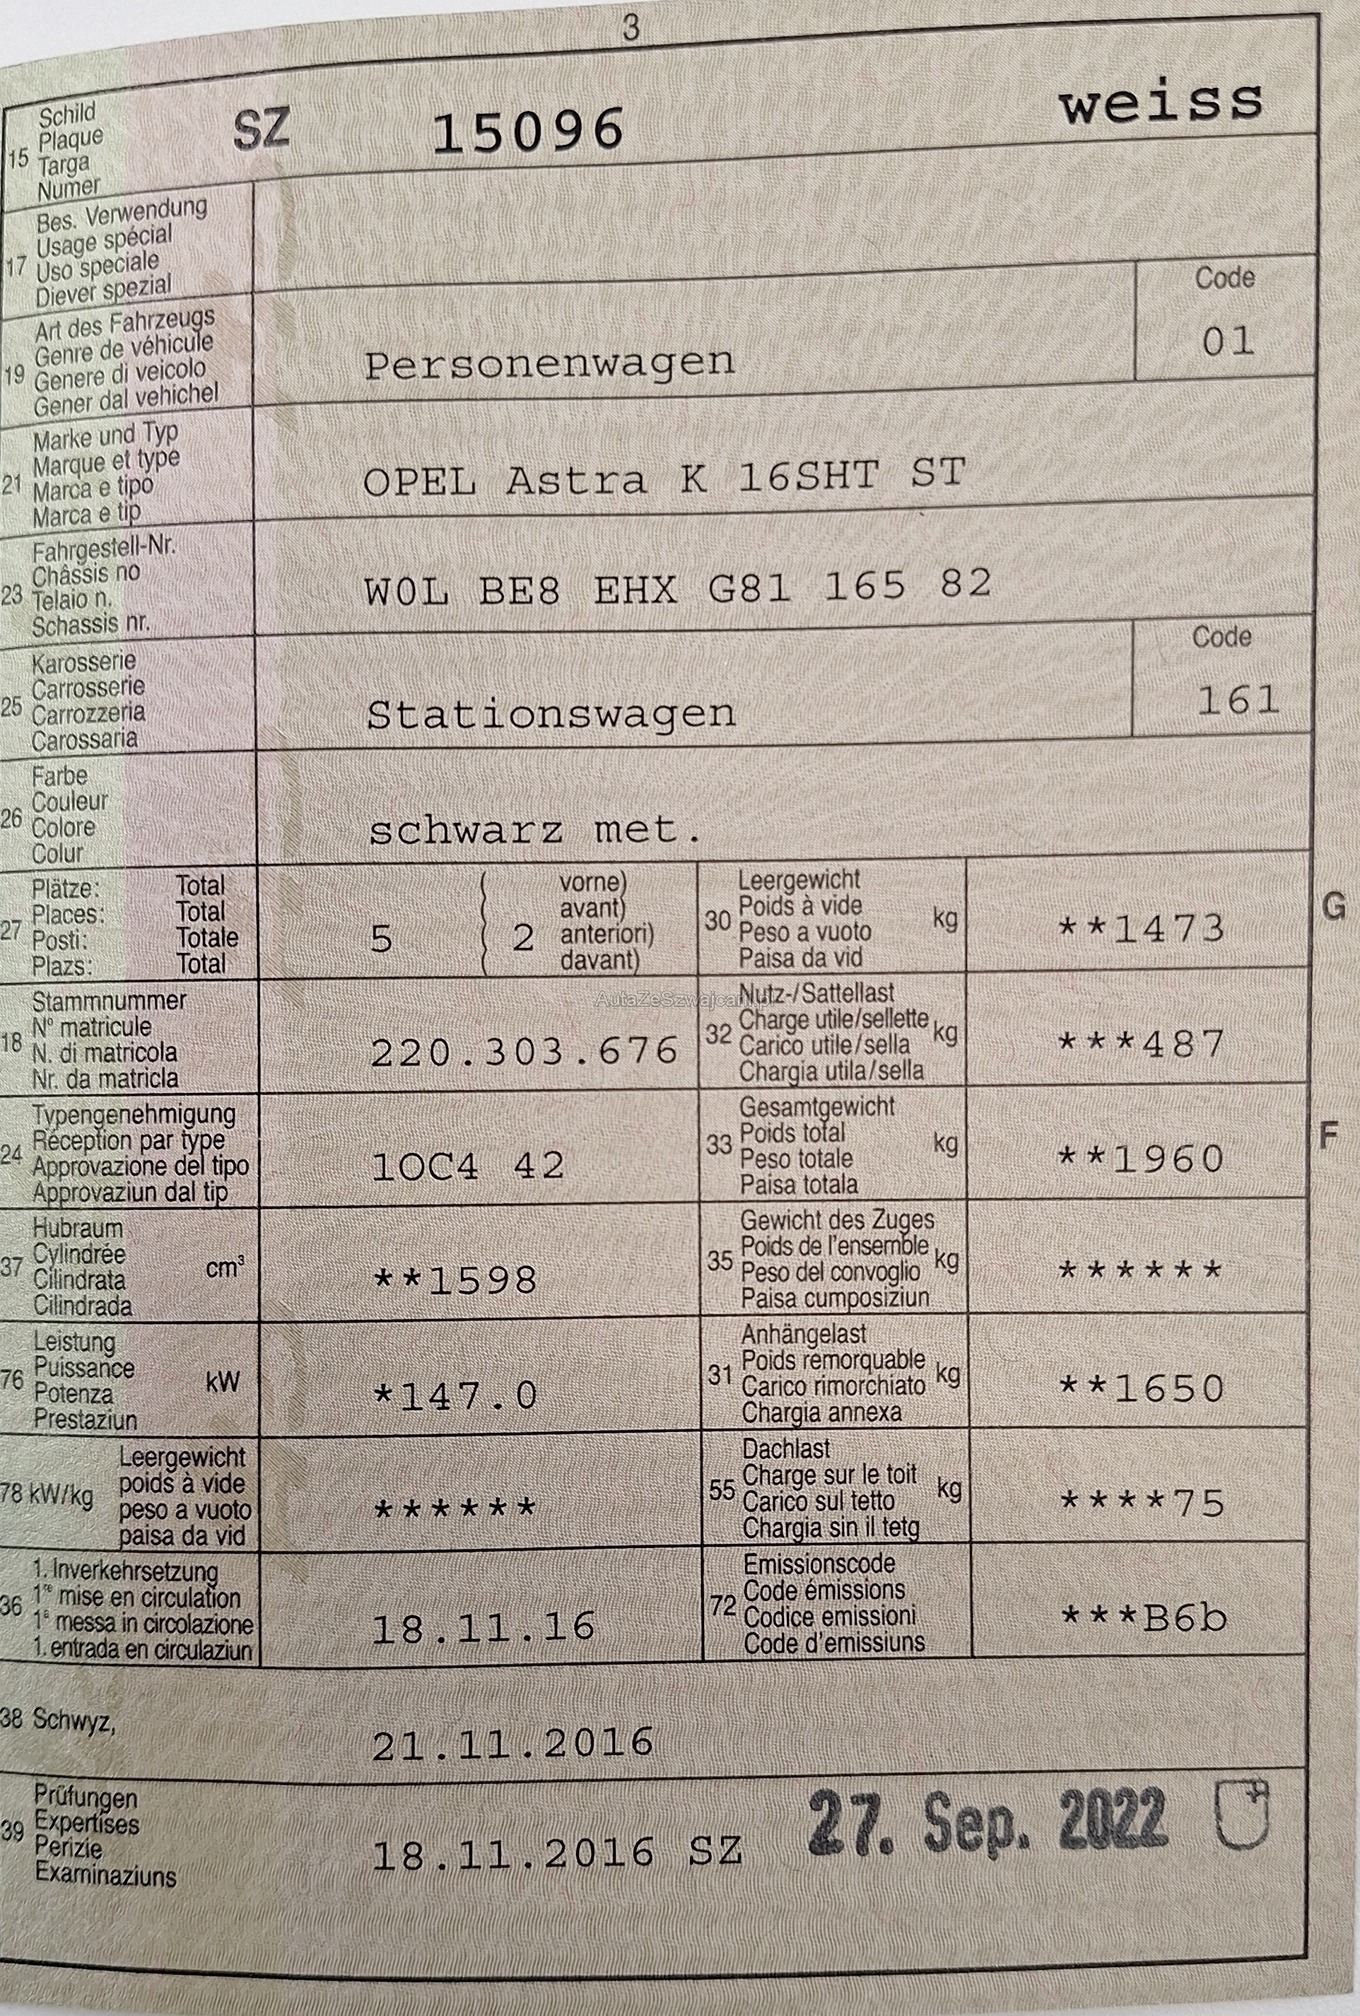 3
15 Schild
Plaque
Targa
Numer
SZ 15096 weiss
17 Bes. Verwendung
Usage spécial
Uso speciale
Diever spezial
19 Art des Fahrzeugs
Genre de véhicule
Genere di veicolo
Gener dal vehichel
Personenwagen
Code
01
21 Marke und Typ
Marque et type
Marca e tipo
Marca e tip
OPEL Astra K 16SHT ST
23 Fahrgestell-Nr.
Châssis no
Telaio n.
Schassis nr.
W0L BE8 EHX G81 165 82
25 Karosserie
Carrosserie
Carrozzeria
Carossaria
Stationswagen
Code
161
26 Farbe
Couleur
Colore
Colur
schwarz met.
27 Plätze: Total
Places: Total
Posti: Totale
Plazs: Total
5 ( 2 vorne)
avant)
anteriori)
davant)
30 Leergewicht
Poids à vide
Peso a vuoto
Paisa da vid
kg
**1473
G
18 Stammnummer
N° matricule
N. di matricola
Nr. da matricla
220.303.676
32 Nutz-/Sattellast
Charge utile/sellette
Carico utile/sella
Chargia utila/sella
kg
***487
24 Typengenehmigung
Réception par type
Approvazione del tipo
Approvaziun dal tip
1OC4 42
33 Gesamtgewicht
Poids total
Peso totale
Paisa totala
kg
**1960
F
37 Hubraum
Cylindrée
Cilindrata
Cilindrada
cm³
**1598
35 Gewicht des Zuges
Poids de l'ensemble
Peso del convoglio
Paisa cumposiziun
kg
******
76 Leistung
Puissance
Potenza
Prestaziun
kW
*147.0
31 Anhängelast
Poids remorquable
Carico rimorchiato
Chargia annexa
kg
**1650
78 kW/kg Leergewicht
poids à vide
peso a vuoto
paisa da vid
******
55 Dachlast
Charge sur le toit
Carico sul tetto
Chargia sin il tetg
kg
****75
36 1. Inverkehrsetzung
1re mise en circulation
1a messa in circolazione
1. entrada en circulaziun
18.11.16
72 Emissionscode
Code émissions
Codice emissioni
Code d'emissiuns
***B6b
38 Schwyz,
21.11.2016
39 Prüfungen
Expertises
Perizie
Examinaziuns
18.11.2016 SZ
27. Sep. 2022